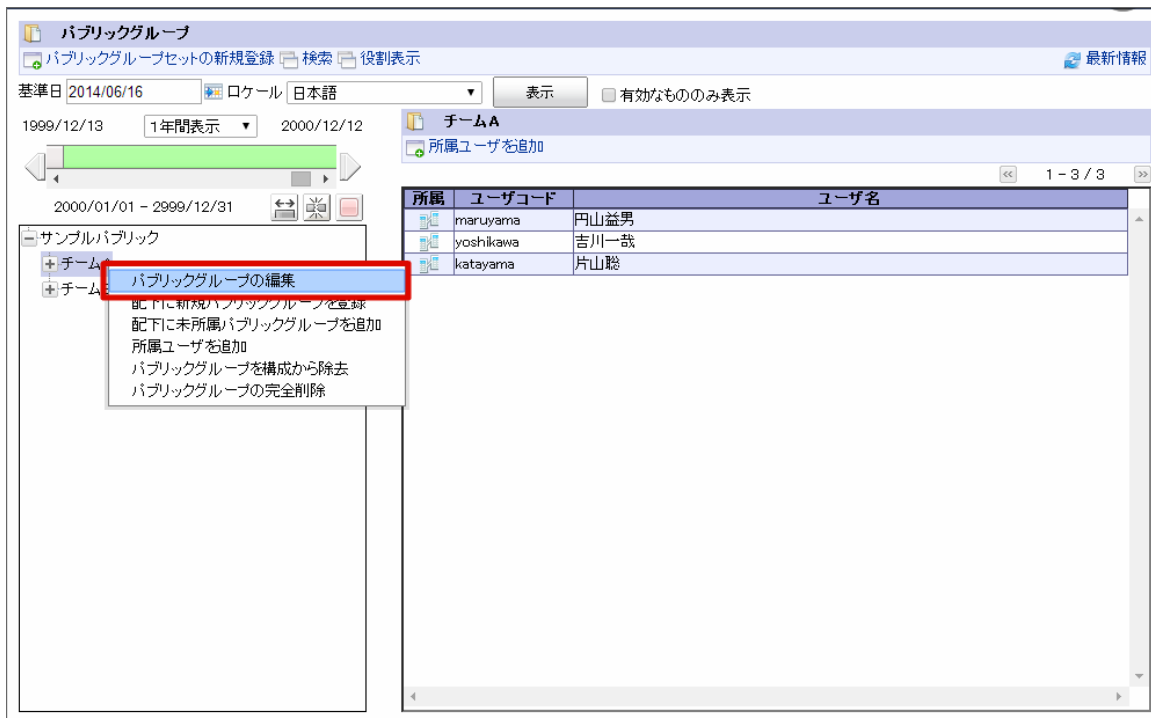 パブリックグループ
パブリックグループセットの新規登録 検索 役割表示 最新情報
基準日 2014/06/16 ロケール 日本語 表示 有効なもののみ表示
1999/12/13 1年間表示 2000/12/12
2000/01/01 - 2999/12/31
サンプルパブリック
チームA
チーム
パブリックグループの編集
配下に新規パブリックグループを登録
配下に未所属パブリックグループを追加
所属ユーザを追加
パブリックグループを構成から除去
パブリックグループの完全削除
チームA
所属ユーザを追加
1 - 3 / 3
所属 ユーザコード ユーザ名
maruyama 円山益男
yoshikawa 吉川一哉
katayama 片山聡